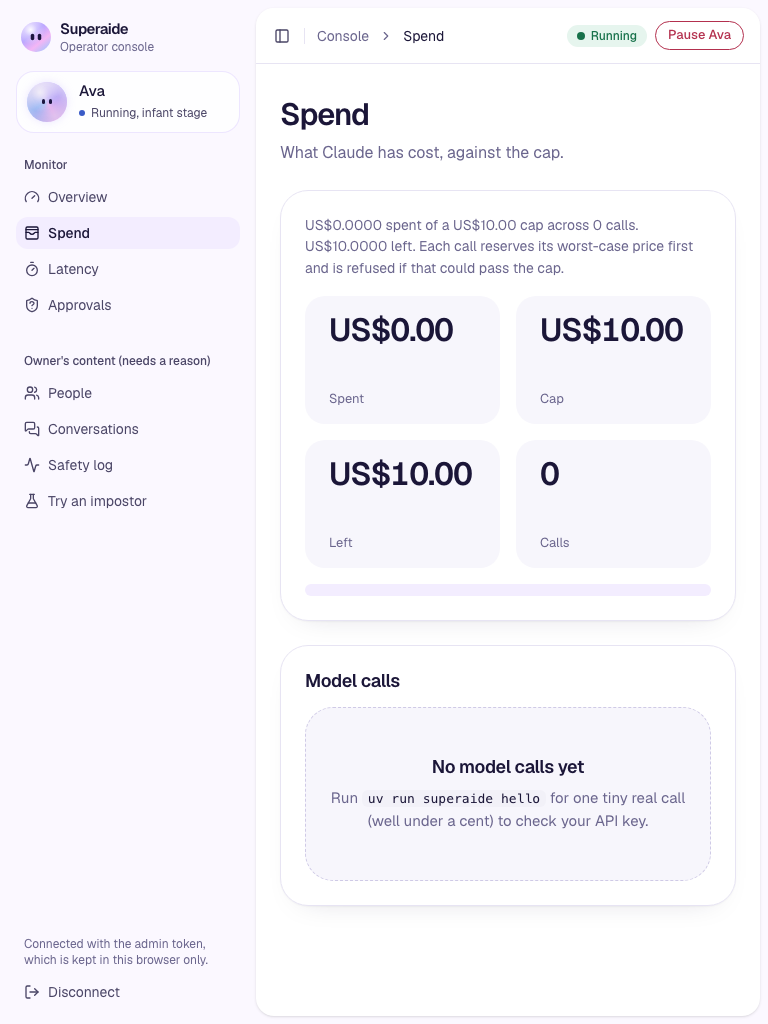 Superaide
Operator console
Ava
Running, infant stage
Monitor
Overview
Spend
Latency
Approvals
Owner's content (needs a reason)
People
Conversations
Safety log
Try an impostor
Connected with the admin token,
which is kept in this browser only.
Disconnect
Console > Spend
Running
Pause Ava
Spend
What Claude has cost, against the cap.
US$0.0000 spent of a US$10.00 cap across 0 calls.
US$10.0000 left. Each call reserves its worst-case price first
and is refused if that could pass the cap.
US$0.00
Spent
US$10.00
Cap
US$10.00
Left
0
Calls
Model calls
No model calls yet
Run uv run superaide hello for one tiny real call
(well under a cent) to check your API key.